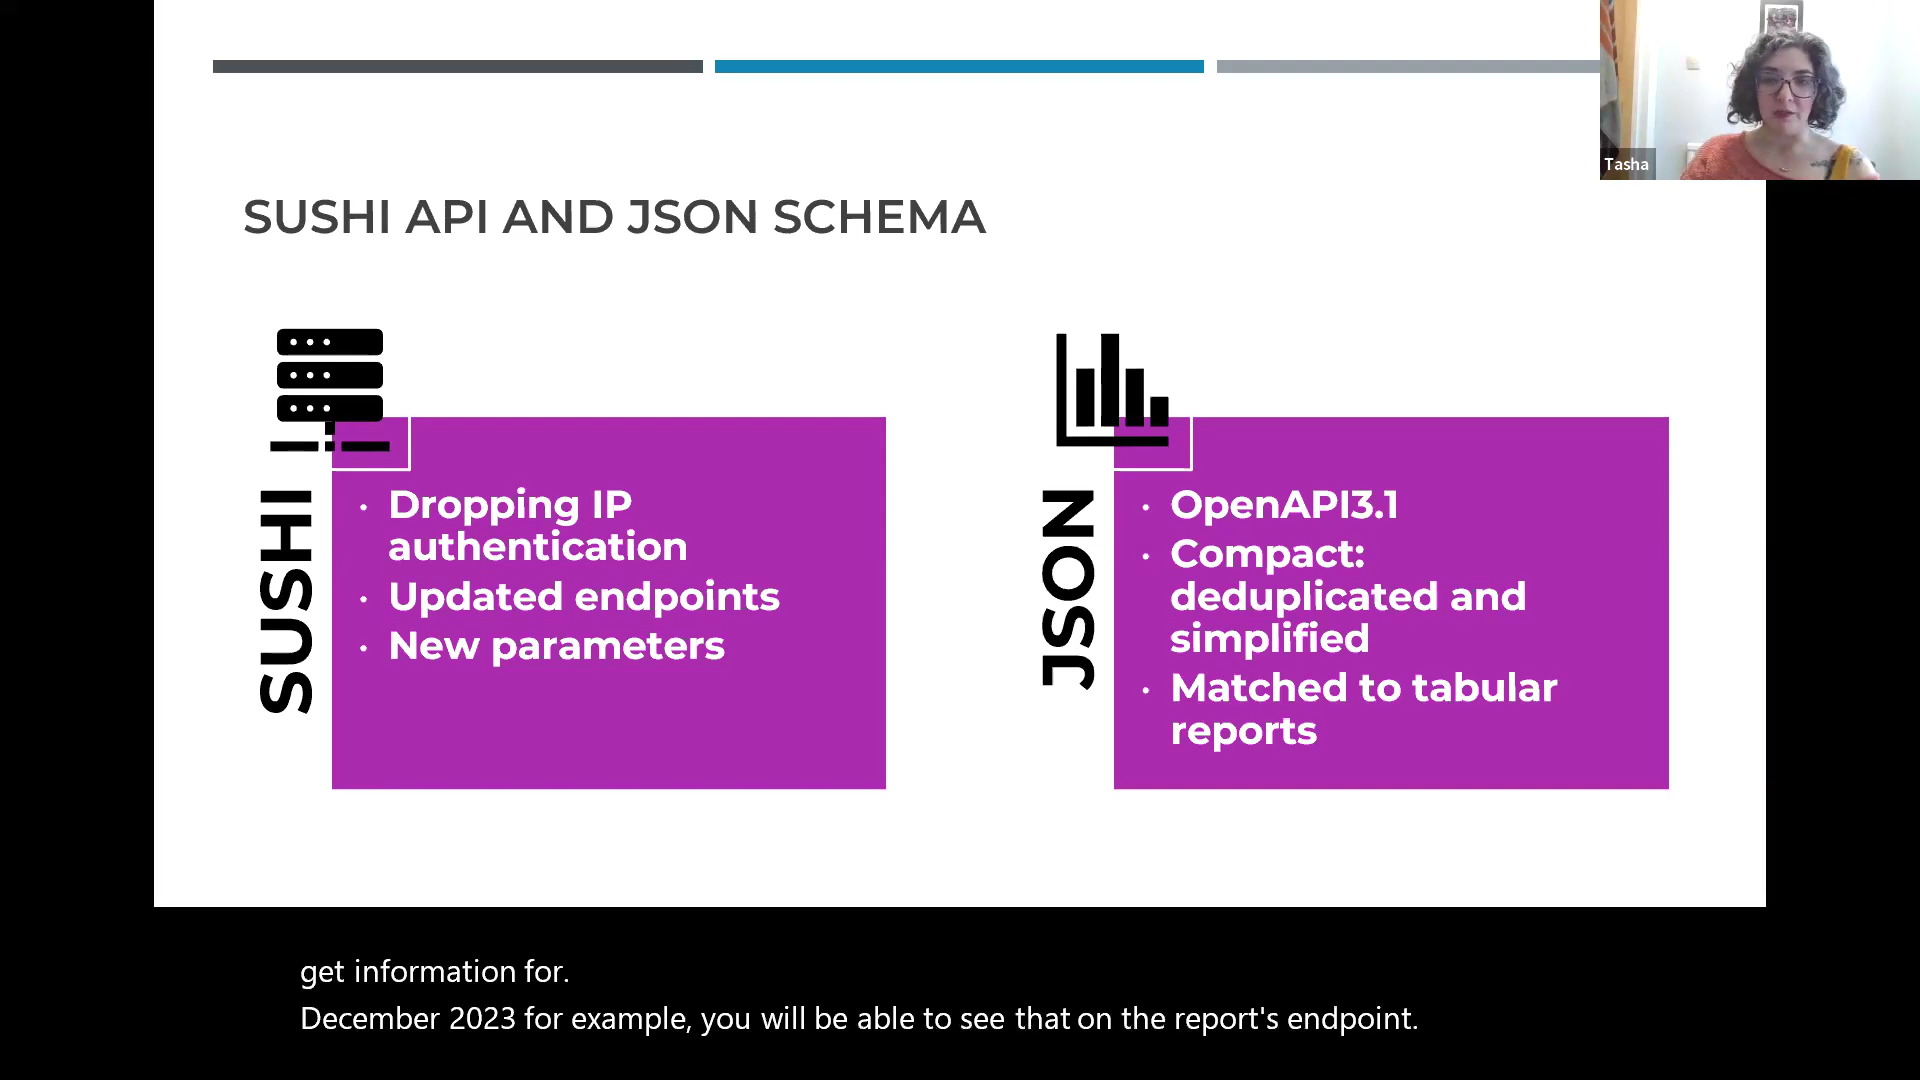 Tasha
SUSHI API AND JSON SCHEMA
SUSHI
• Dropping IP
authentication
• Updated endpoints
• New parameters
JSON
• OpenAPI3.1
• Compact:
deduplicated and
simplified
• Matched to tabular
reports
get information for.
December 2023 for example, you will be able to see that on the report's endpoint.